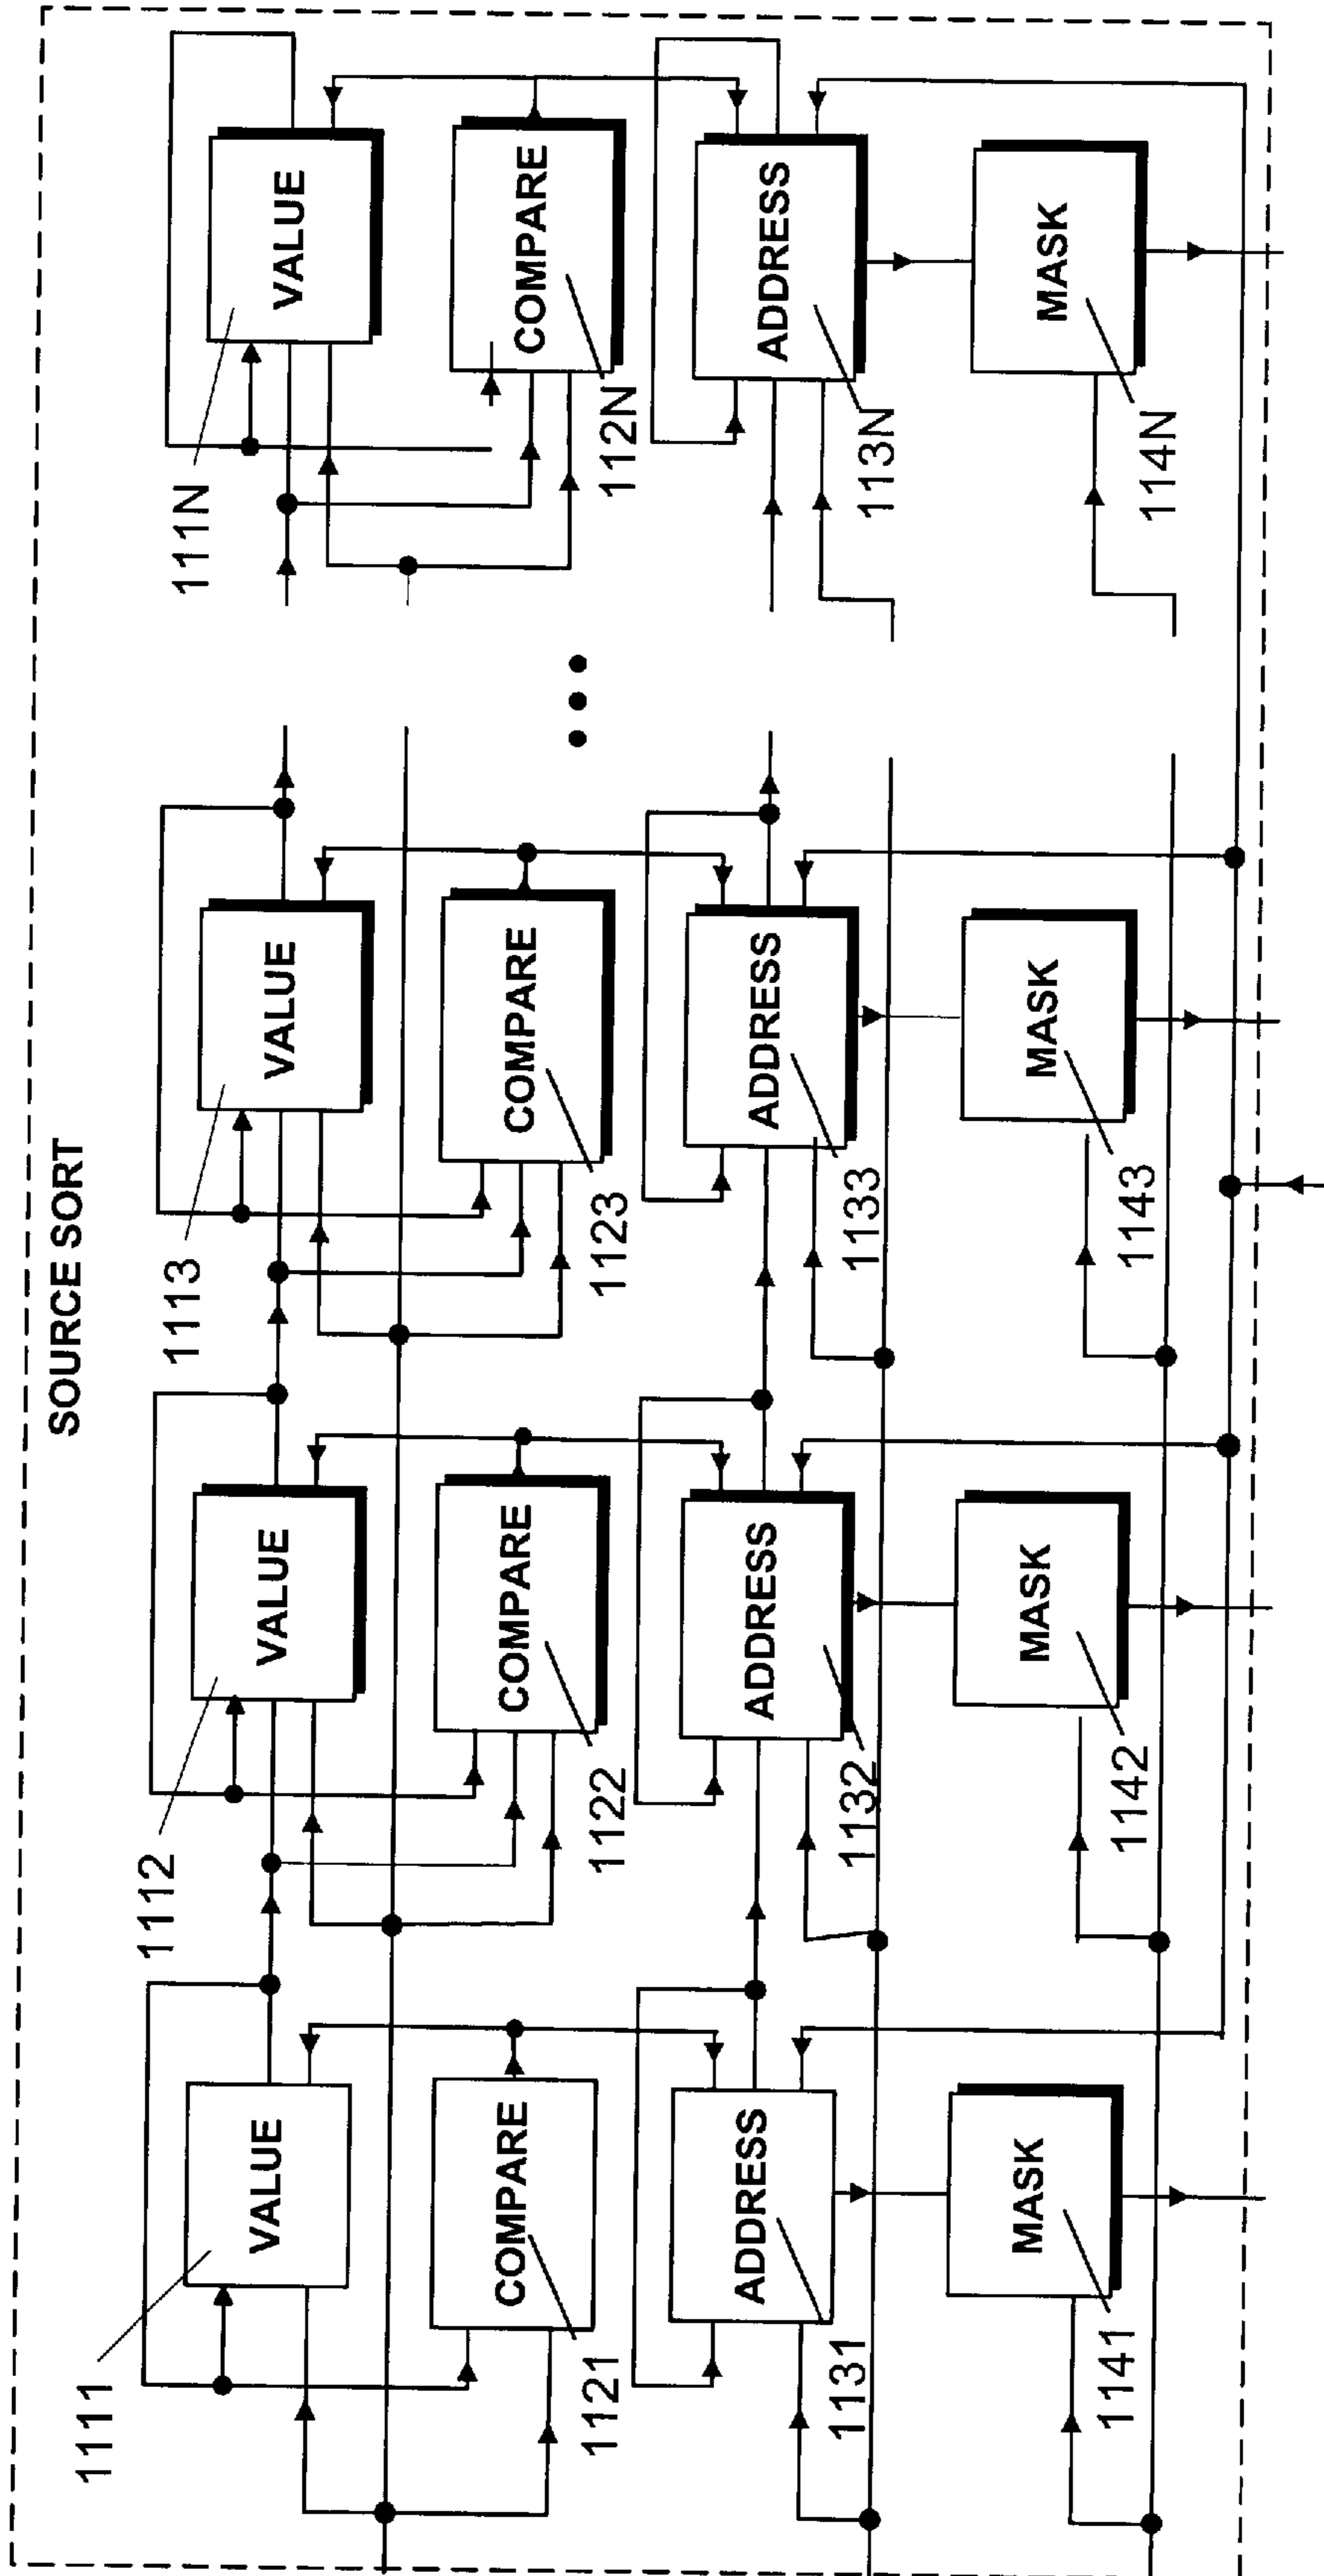 SOURCE SORT
VALUE
1111
VALUE
1112
VALUE
1113
VALUE
111N
COMPARE
1121
COMPARE
1122
COMPARE
1123
COMPARE
112N
ADDRESS
1131
ADDRESS
1132
ADDRESS
1133
ADDRESS
113N
MASK
1141
MASK
1142
MASK
1143
MASK
114N